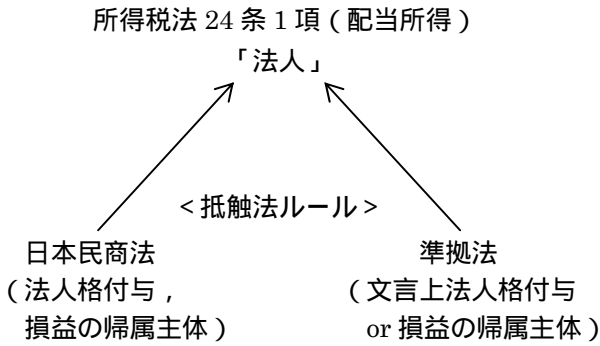 所得税法 24 条 1 項（配当所得）
「法人」
＜抵触法ルール＞
日本民商法
（法人格付与，
損益の帰属主体）
準拠法
（文言上法人格付与
or 損益の帰属主体）